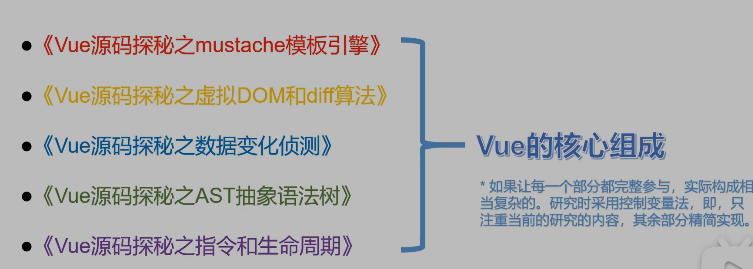 ● 《Vue源码探秘之mustache模板引擎》
● 《Vue源码探秘之虚拟DOM和diff算法》
● 《Vue源码探秘之数据变化侦测》
● 《Vue源码探秘之AST抽象语法树》
● 《Vue源码探秘之指令和生命周期》
Vue的核心组成
* 如果让每一个部分都完整参与，实际构成相
当复杂的。研究时采用控制变量法，即，只
注重当前的研究的内容，其余部分精简实现。